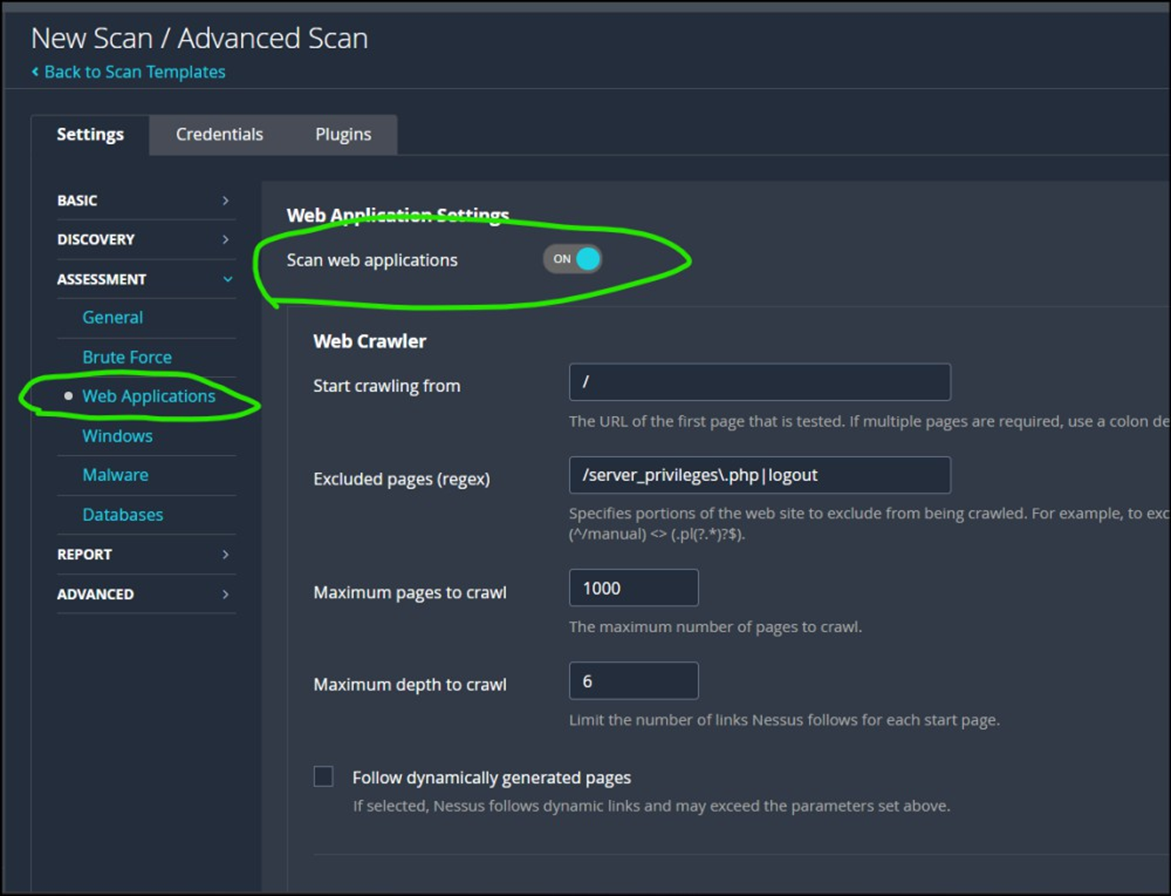 New Scan / Advanced Scan
Back to Scan Templates
Settings
Credentials
Plugins
BASIC
DISCOVERY
ASSESSMENT
General
Brute Force
Web Applications
Windows
Malware
Databases
REPORT
ADVANCED
Web Application Settings
Scan web applications
ON
Web Crawler
Start crawling from
/
The URL of the first page that is tested. If multiple pages are required, use a colon de
Excluded pages (regex)
/server_privileges\.php|logout
Specifies portions of the web site to exclude from being crawled. For example, to exc
(^/manual) <> (.pl(?.*)?$).
Maximum pages to crawl
1000
The maximum number of pages to crawl.
Maximum depth to crawl
6
Limit the number of links Nessus follows for each start page.
Follow dynamically generated pages
If selected, Nessus follows dynamic links and may exceed the parameters set above.